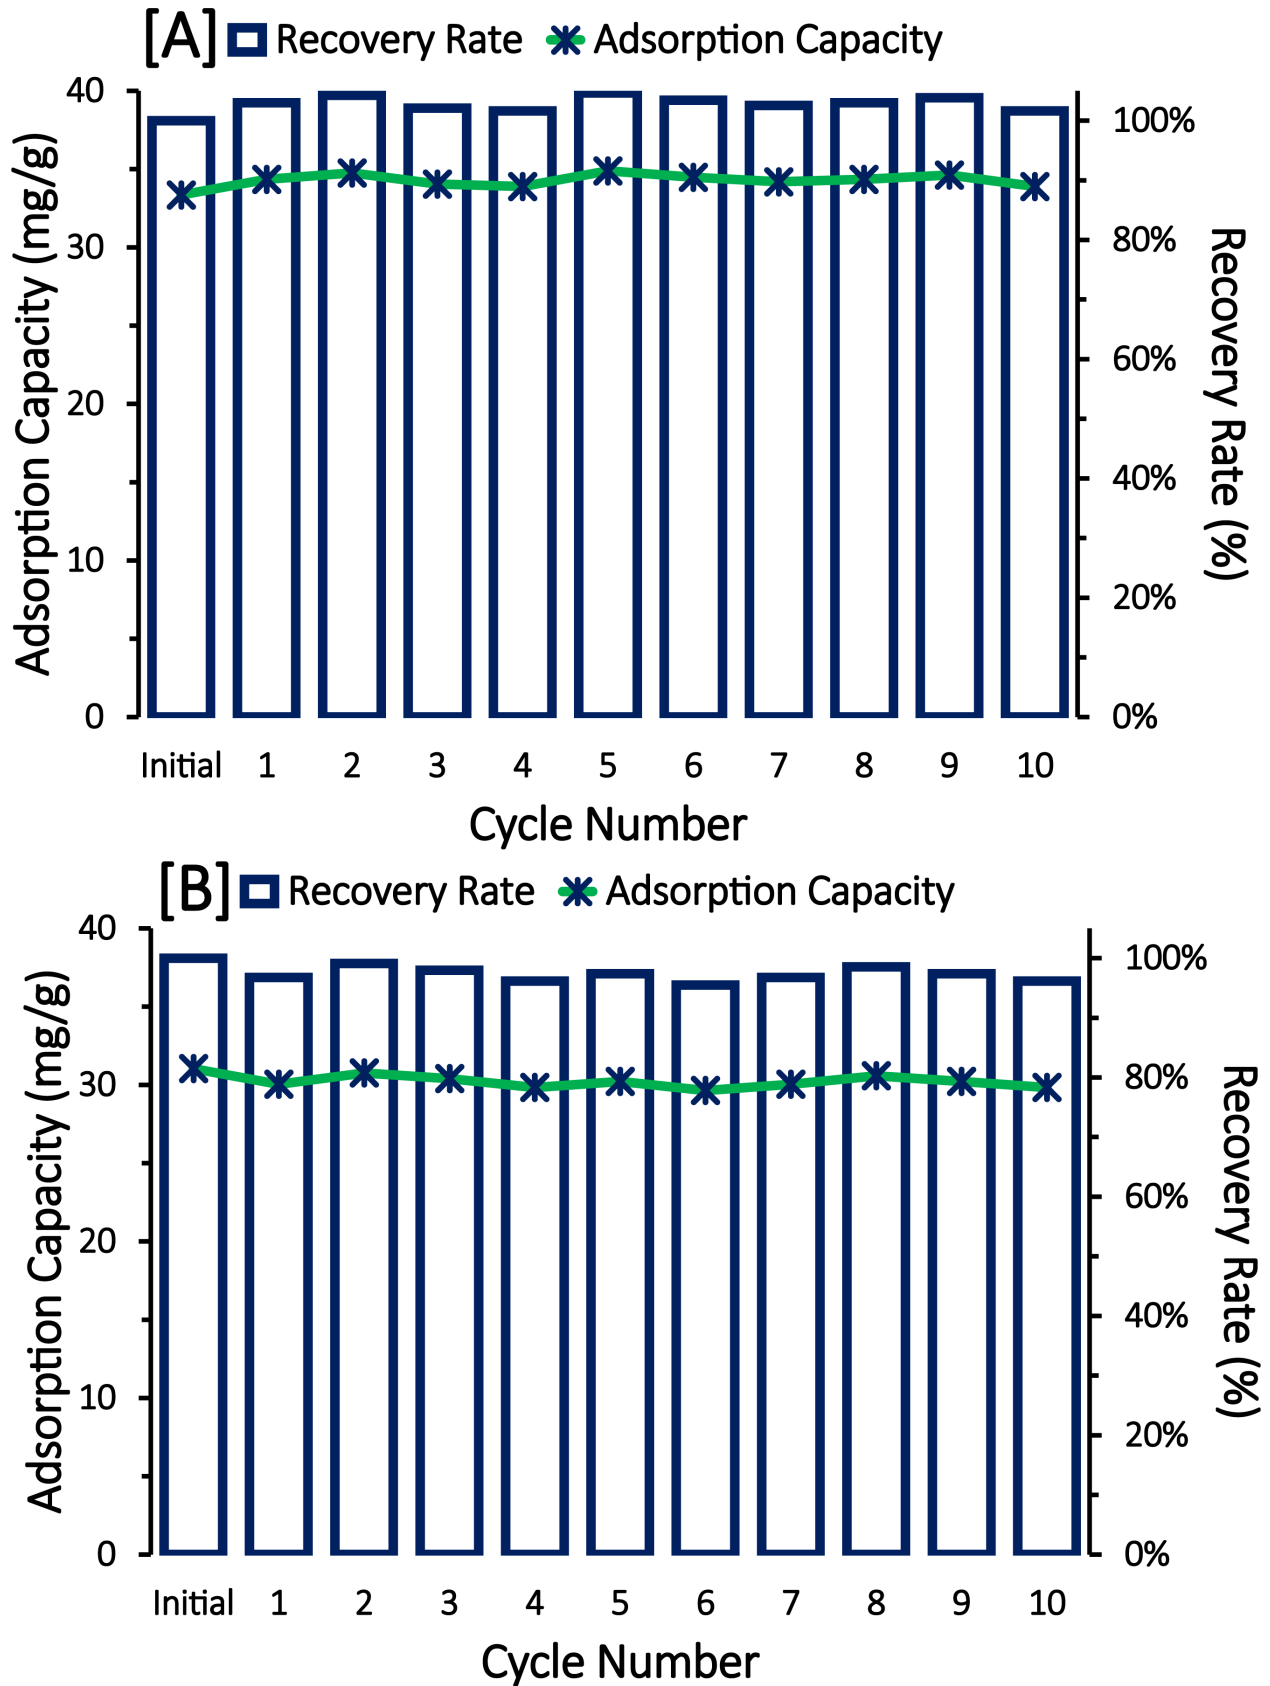 [A] Recovery Rate Adsorption Capacity
40
30
20
10
0
Adsorption Capacity (mg/g)
100%
80%
60%
40%
20%
0%
Recovery Rate (%)
Initial 1 2 3 4 5 6 7 8 9 10
Cycle Number
[B] Recovery Rate Adsorption Capacity
40
30
20
10
0
Adsorption Capacity (mg/g)
100%
80%
60%
40%
20%
0%
Recovery Rate (%)
Initial 1 2 3 4 5 6 7 8 9 10
Cycle Number